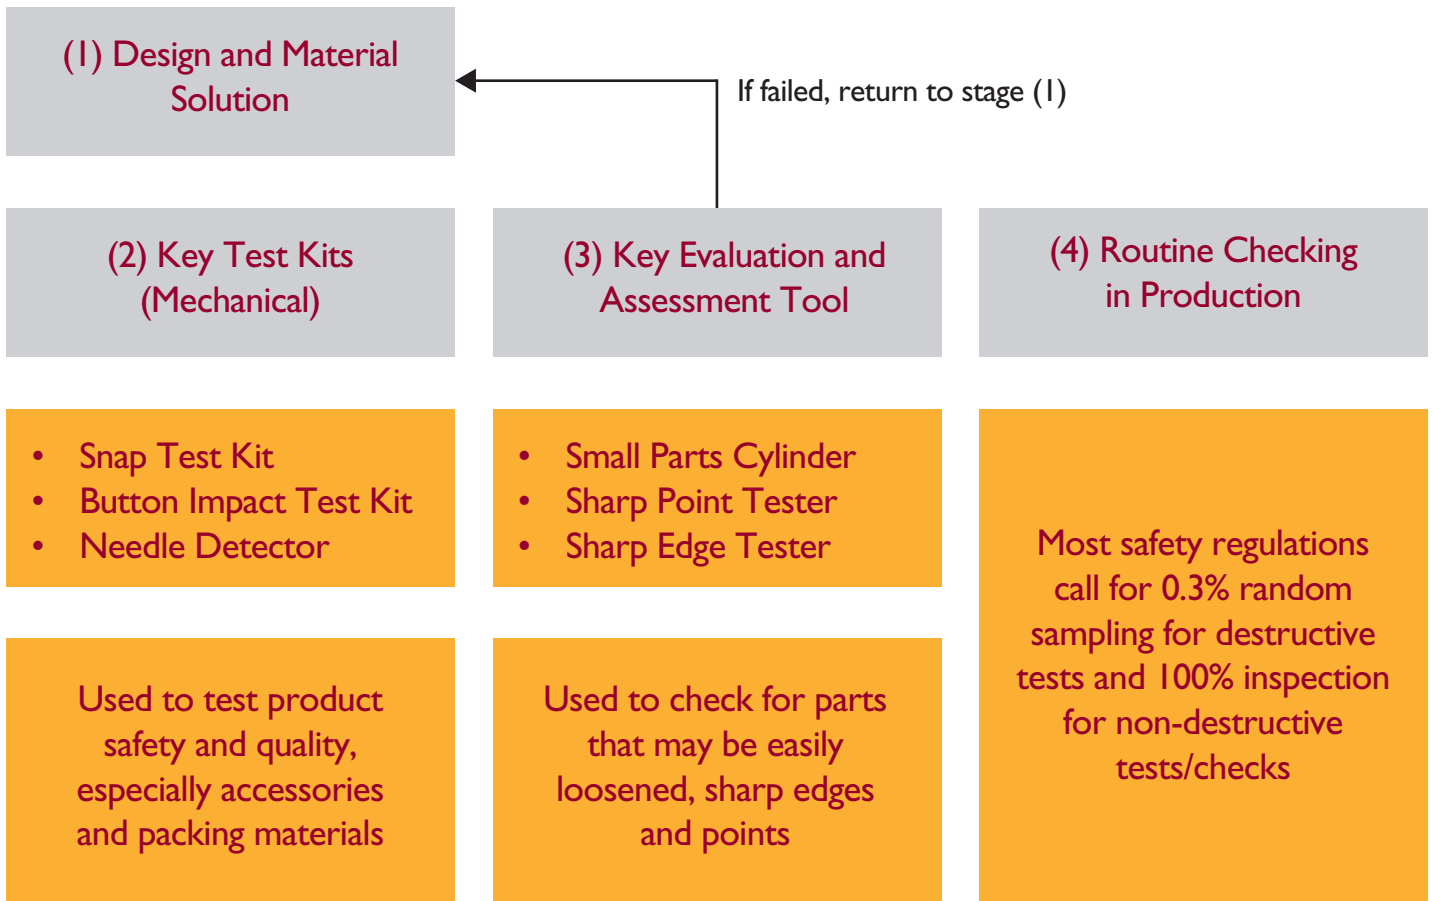 (1) Design and Material
Solution
If failed, return to stage (1)
(2) Key Test Kits
(Mechanical)
(3) Key Evaluation and
Assessment Tool
(4) Routine Checking
in Production
• Snap Test Kit
• Button Impact Test Kit
• Needle Detector
• Small Parts Cylinder
• Sharp Point Tester
• Sharp Edge Tester
Most safety regulations
call for 0.3% random
sampling for destructive
tests and 100% inspection
for non-destructive
tests/checks
Used to test product
safety and quality,
especially accessories
and packing materials
Used to check for parts
that may be easily
loosened, sharp edges
and points